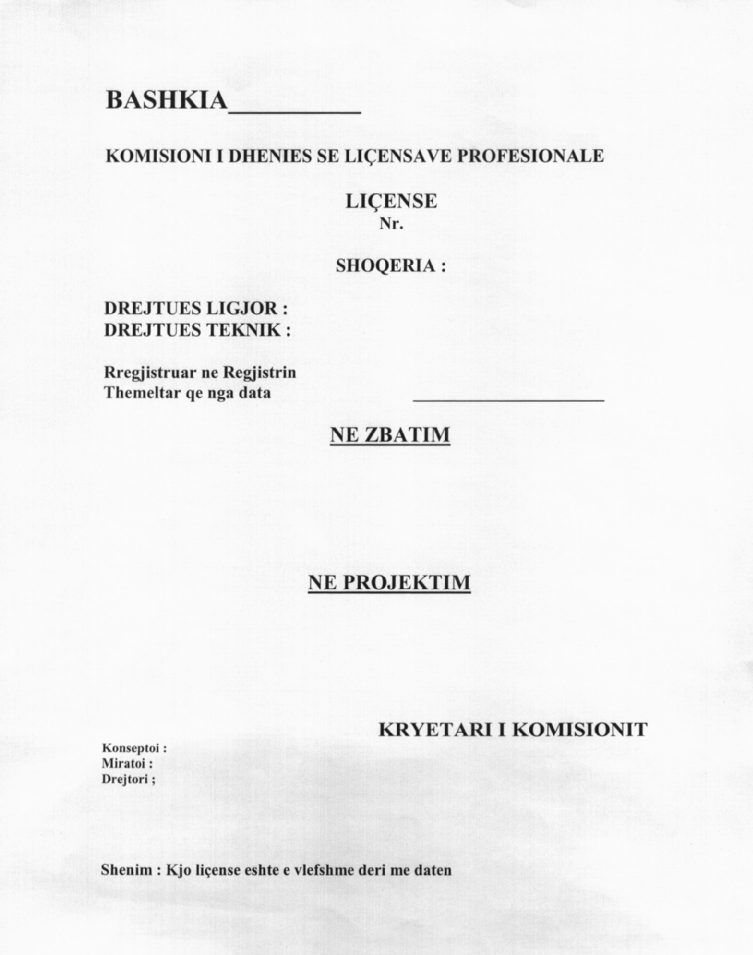 BASHKIA__________
KOMISIONI I DHENIES SE LIÇENSAVE PROFESIONALE
LIÇENSE
Nr.
SHOQERIA :
DREJTUES LIGJOR :
DREJTUES TEKNIK :
Rregjistruar ne Regjistrin
Themeltar qe nga data ____________________
NE ZBATIM
NE PROJEKTIM
KRYETARI I KOMISIONIT
Konseptoi :
Miratoi :
Drejtori ;
Shenim : Kjo liçense eshte e vlefshme deri me daten